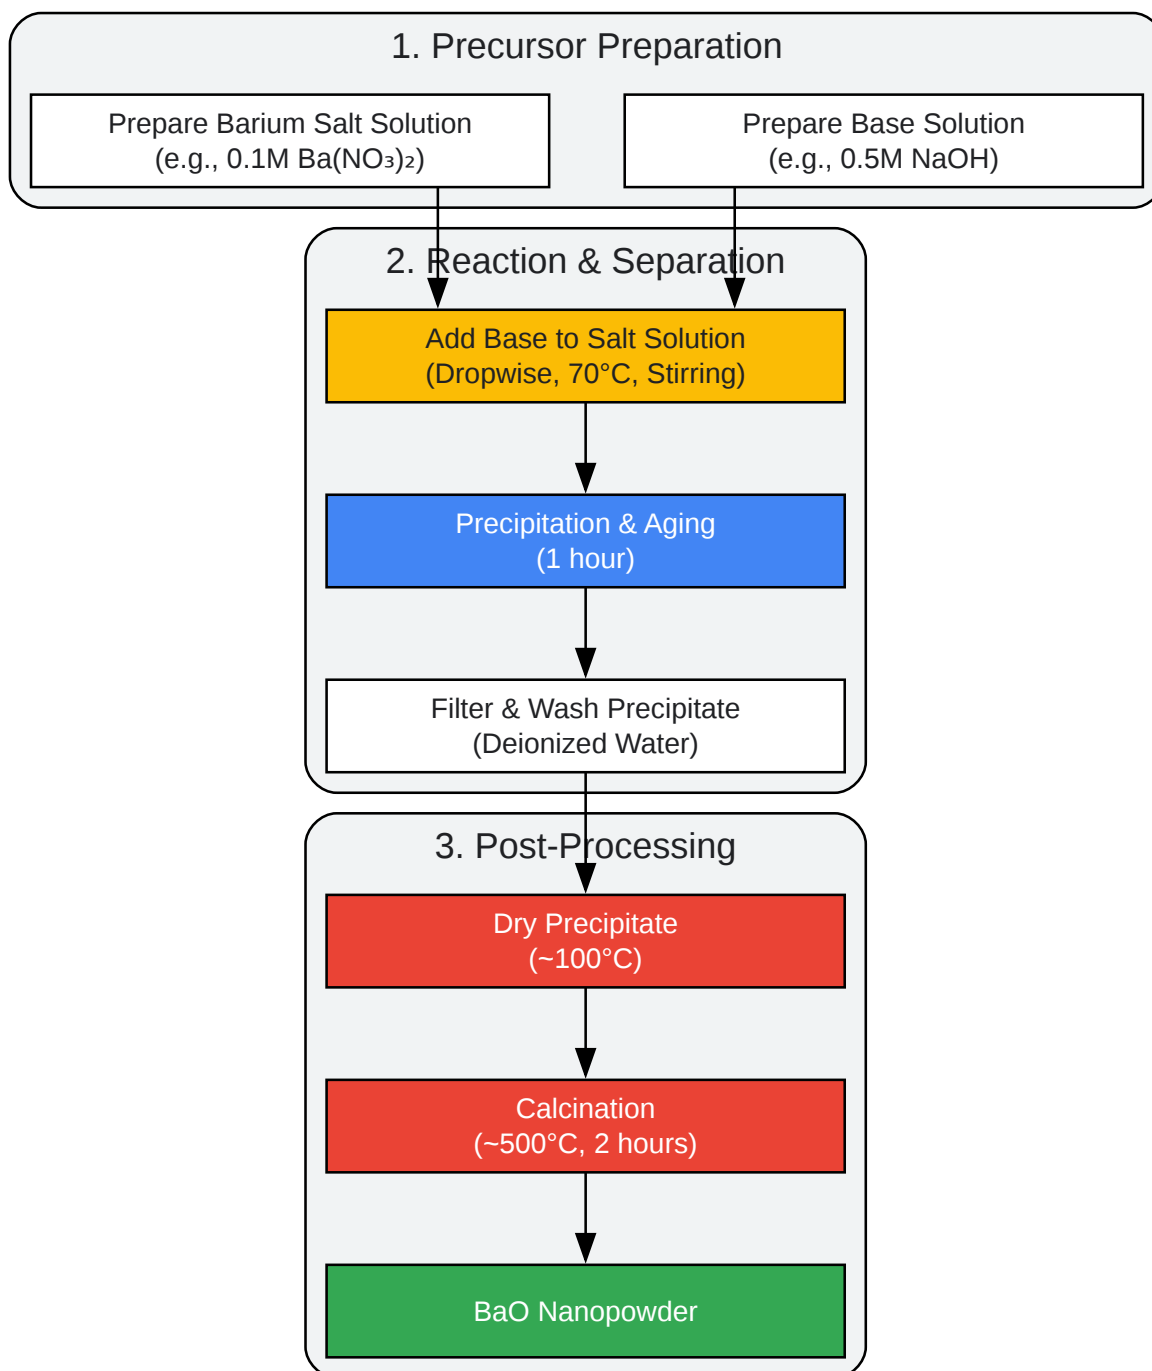 1. Precursor Preparation
Prepare Barium Salt Solution
(e.g., 0.1M Ba(NO₃)₂)
Prepare Base Solution
(e.g., 0.5M NaOH)
2. Reaction & Separation
Add Base to Salt Solution
(Dropwise, 70°C, Stirring)
Precipitation & Aging
(1 hour)
Filter & Wash Precipitate
(Deionized Water)
3. Post-Processing
Dry Precipitate
(~100°C)
Calcination
(~500°C, 2 hours)
BaO Nanopowder